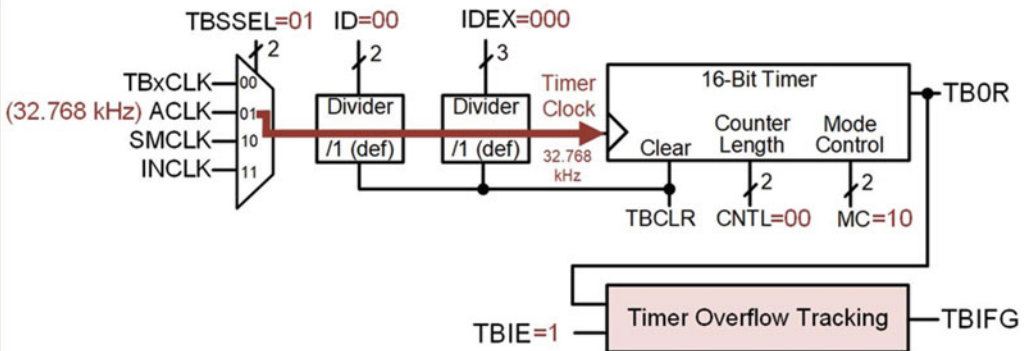 TBSSEL=01 ID=00 IDEX=000
2 2 3
TBxCLK 00
(32.768 kHz) ACLK 01
SMCLK 10
INCLK 11
Divider
/1 (def)
Divider
/1 (def)
Timer
Clock
32.768
kHz
16-Bit Timer
Clear
Counter
Length
Mode
Control
TB0R
2 2
TBCLR CNTL=00 MC=10
TBIE=1
Timer Overflow Tracking
TBIFG